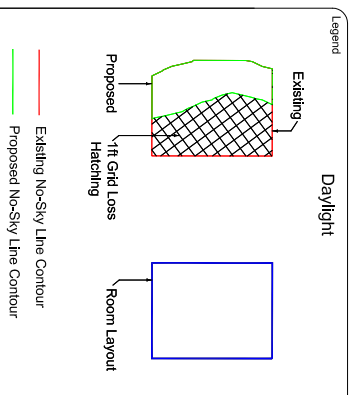 Legend
Daylight
Existing
Proposed
1ft Grid Loss
Hatching
Room Layout
Existing No-Sky Line Contour
Proposed No-Sky Line Contour